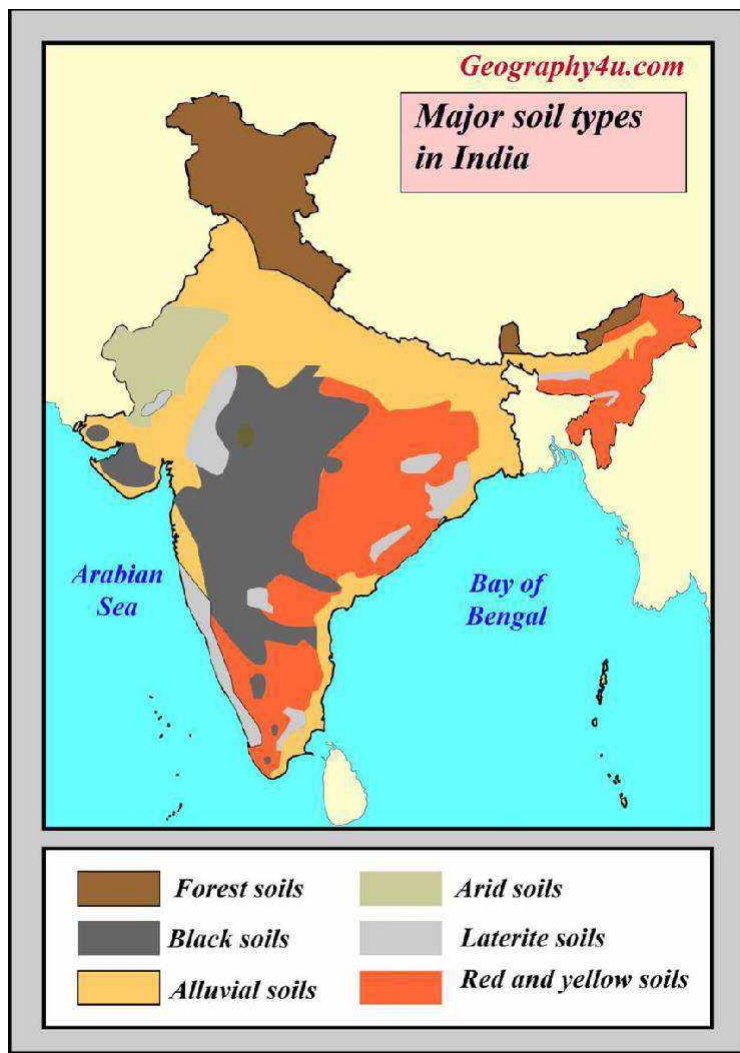 Geography4u.com
Major soil types
in India
Arabian
Sea
Bay of
Bengal
Forest soils
Arid soils
Black soils
Laterite soils
Alluvial soils
Red and yellow soils